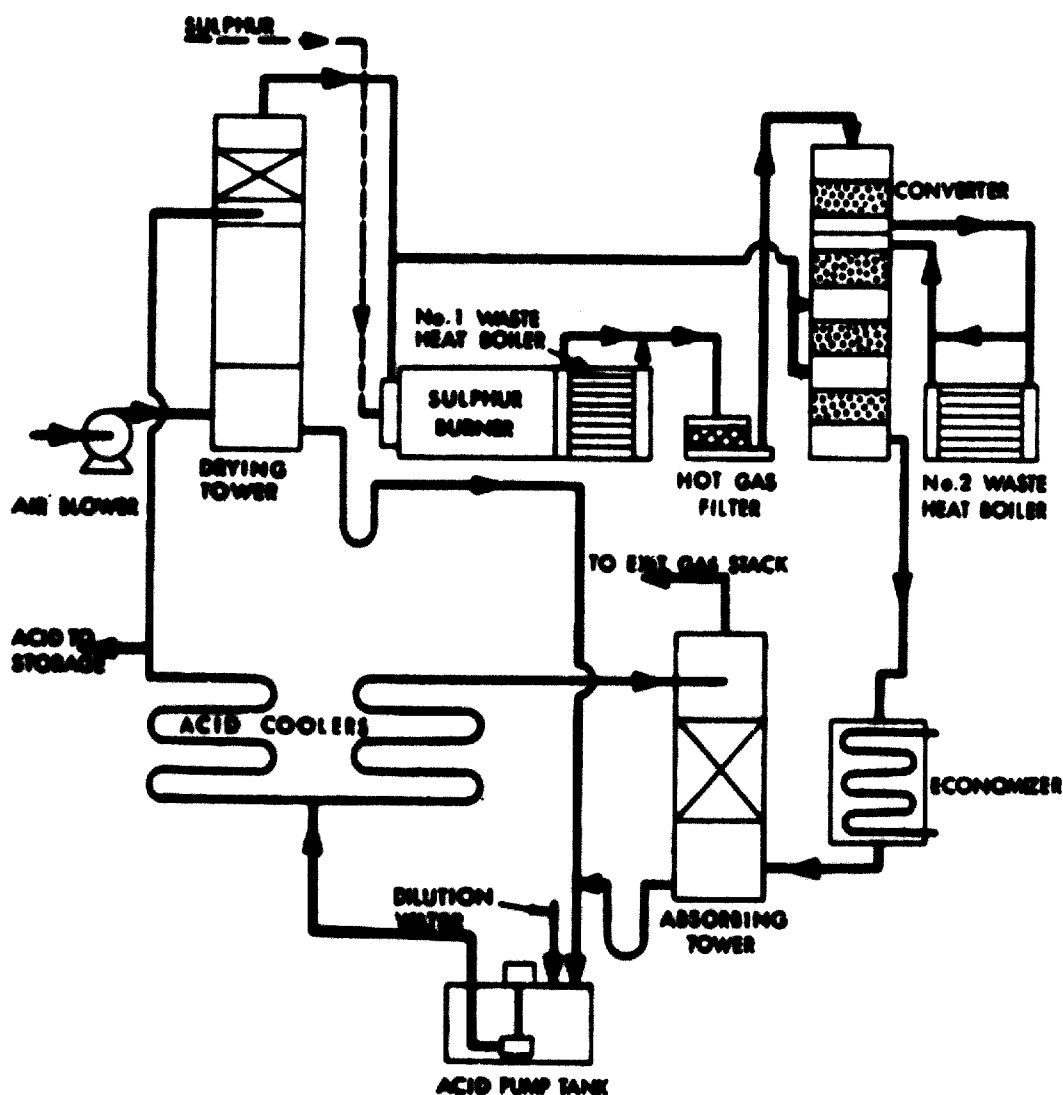 SULPHUR
CONVERTER
No.1 WASTE
HEAT BOILER
SULPHUR
BURNER
DRYING
TOWER
AIR BLOWER
HOT GAS
FILTER
No.2 WASTE
HEAT BOILER
TO EXIT GAS STACK
ACID TO
STORAGE
ACID COOLERS
ECONOMIZER
DILUTION
WATER
ABSORBING
TOWER
ACID PUMP TANK